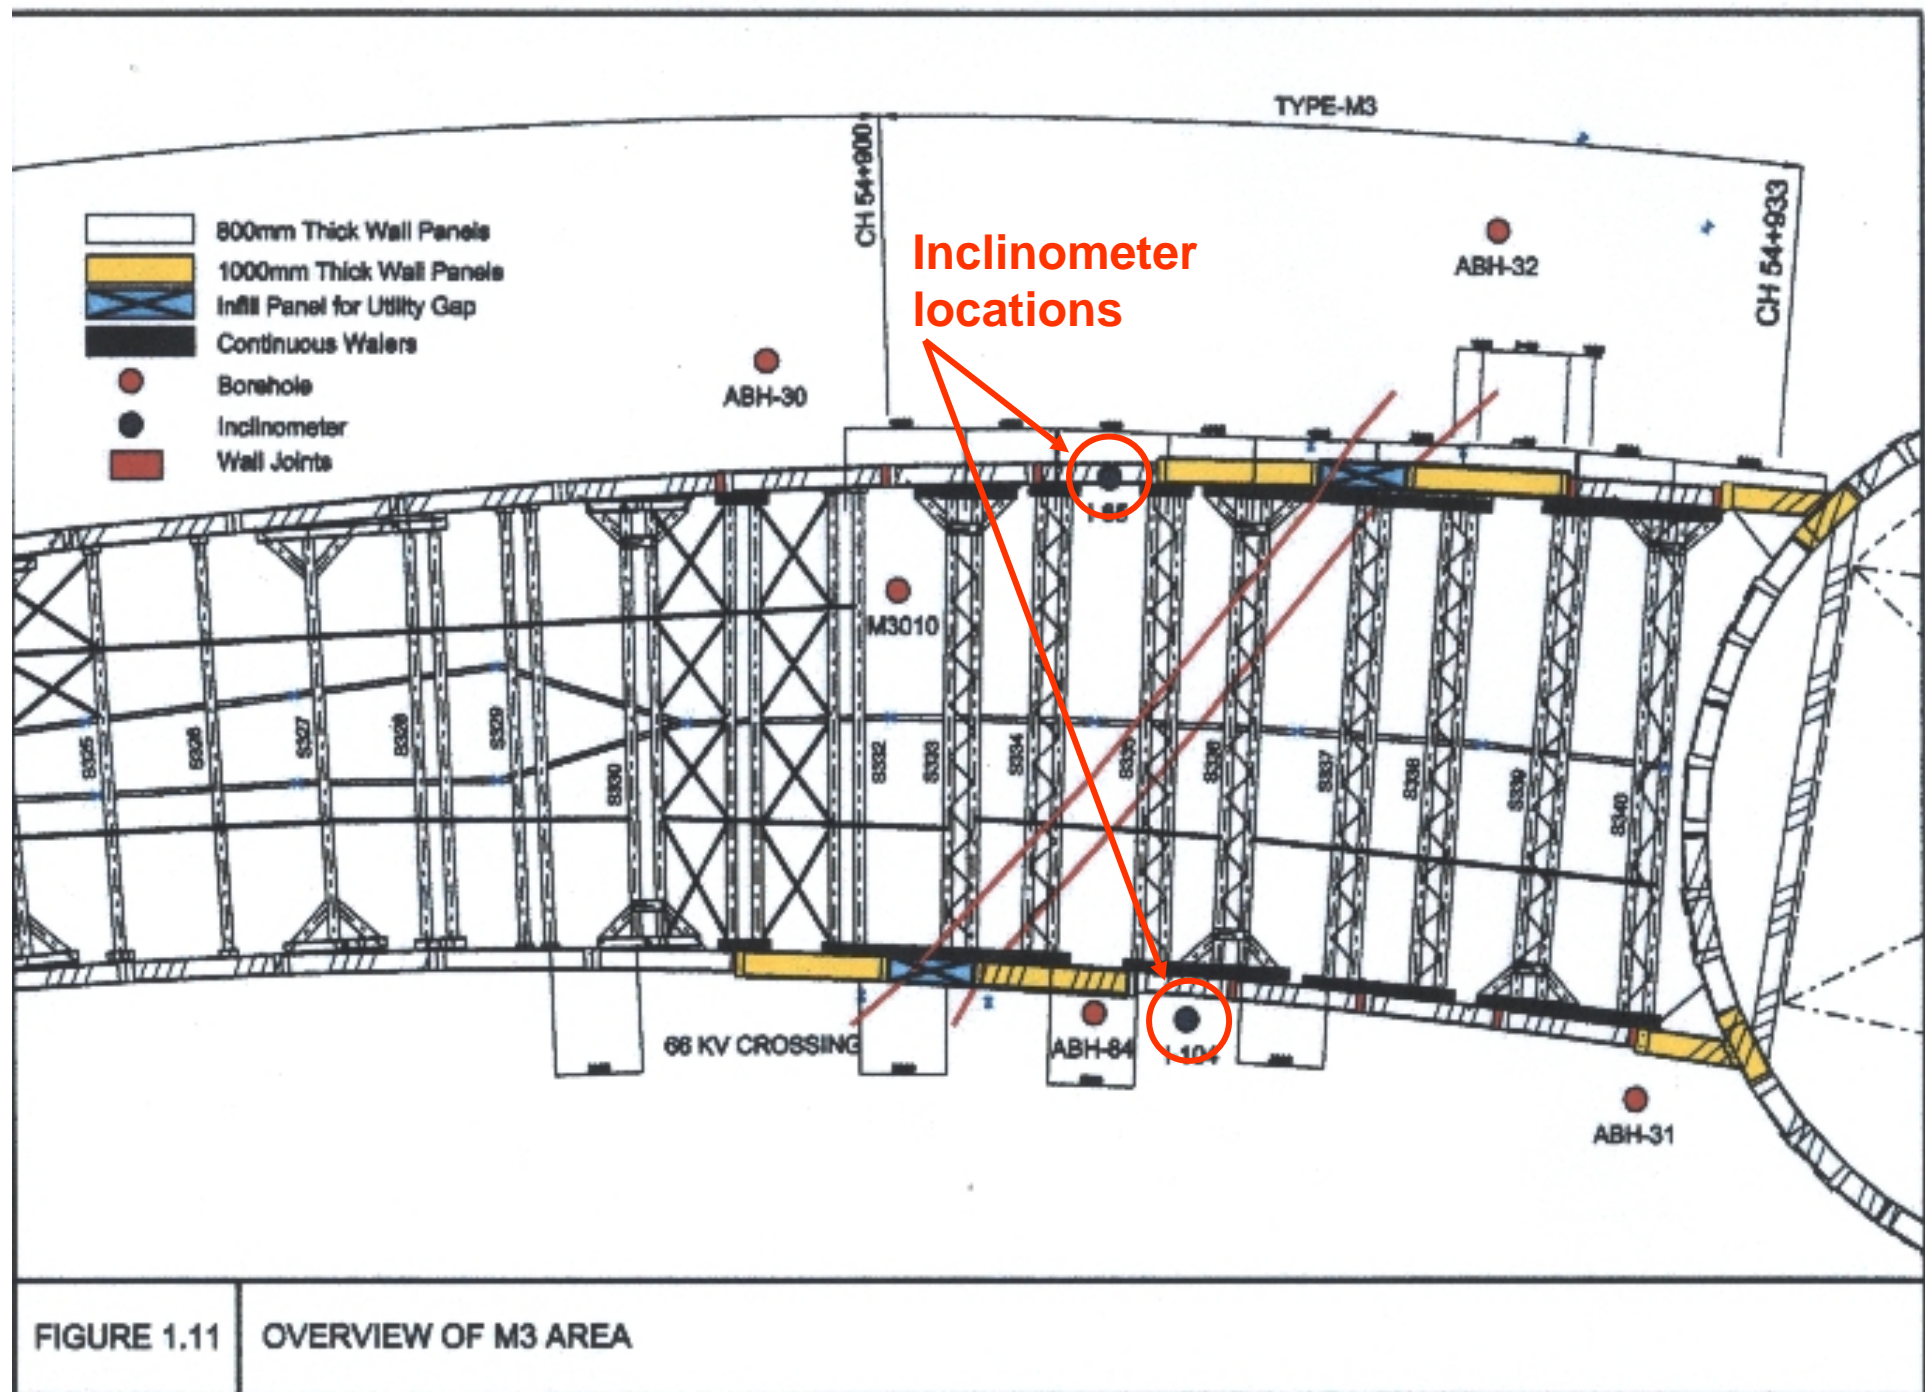 TYPE-M3
CH 54+900
CH 54+933
800mm Thick Wall Panels
1000mm Thick Wall Panels
Infill Panel for Utility Gap
Continuous Walers
Borehole
Inclinometer
Wall Joints
Inclinometer
locations
ABH-32
ABH-30
I-65
M3010
S325
S326
S327
S328
S329
S330
S332
S333
S334
S335
S336
S337
S338
S339
S340
66 KV CROSSING
ABH-84
I-104
ABH-31
FIGURE 1.11
OVERVIEW OF M3 AREA